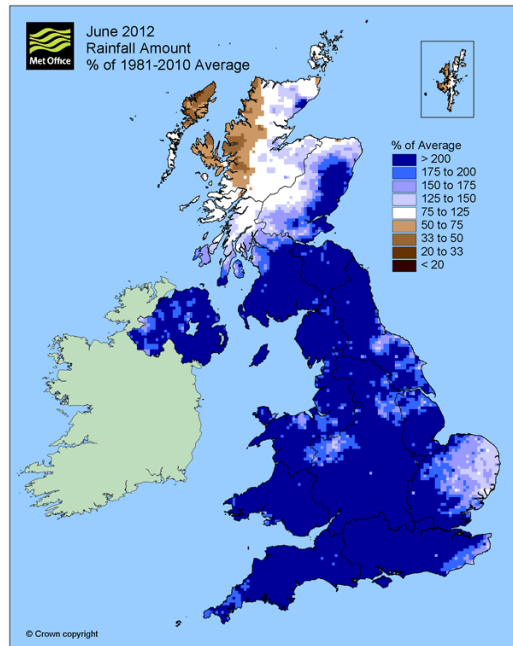 Met Office
June 2012
Rainfall Amount
% of 1981-2010 Average
% of Average
> 200
175 to 200
150 to 175
125 to 150
75 to 125
50 to 75
33 to 50
20 to 33
< 20
© Crown copyright